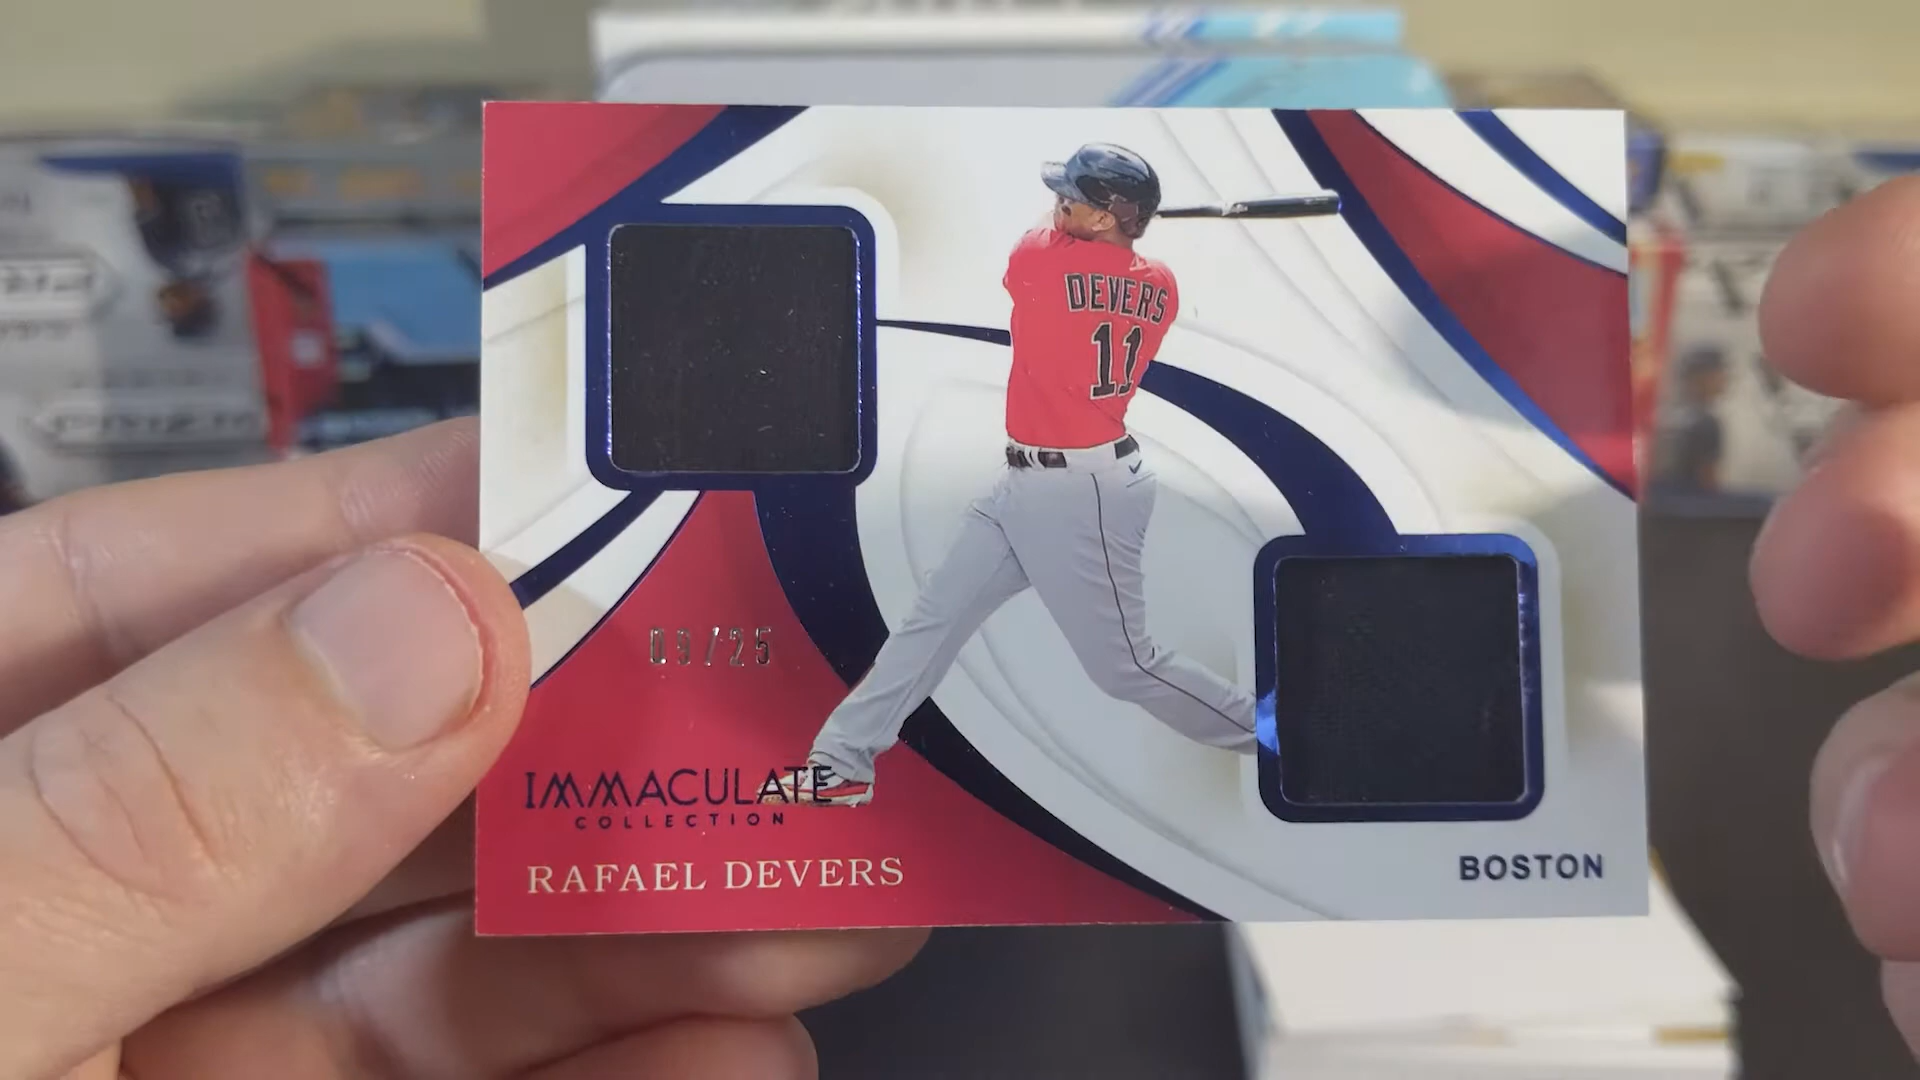 DEVERS
11
09/25
IMMACULATE
COLLECTION
RAFAEL DEVERS
BOSTON